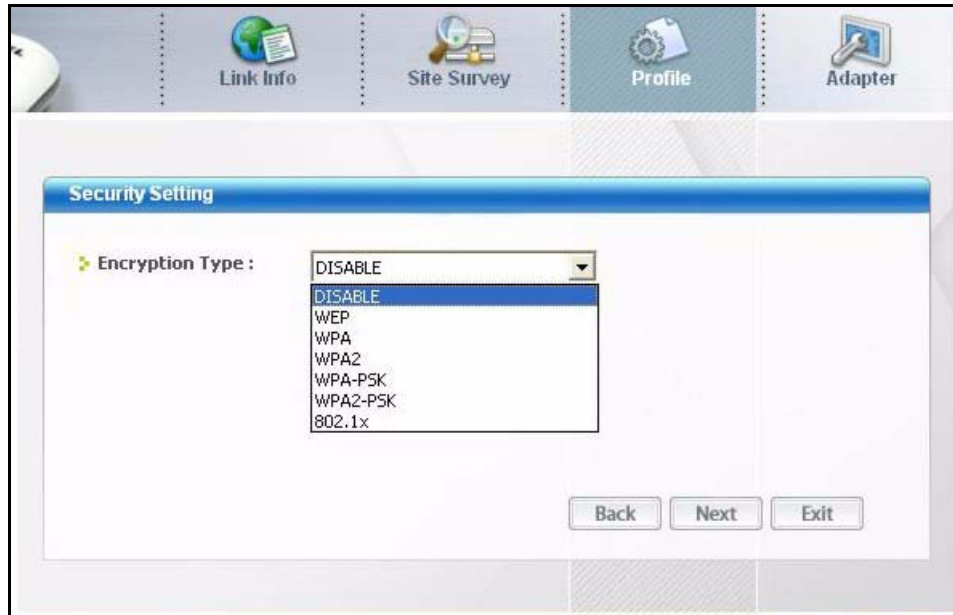 Link Info Site Survey Profile Adapter
Security Setting
Encryption Type : DISABLE
DISABLE
WEP
WPA
WPA2
WPA-PSK
WPA2-PSK
802.1x
Back Next Exit